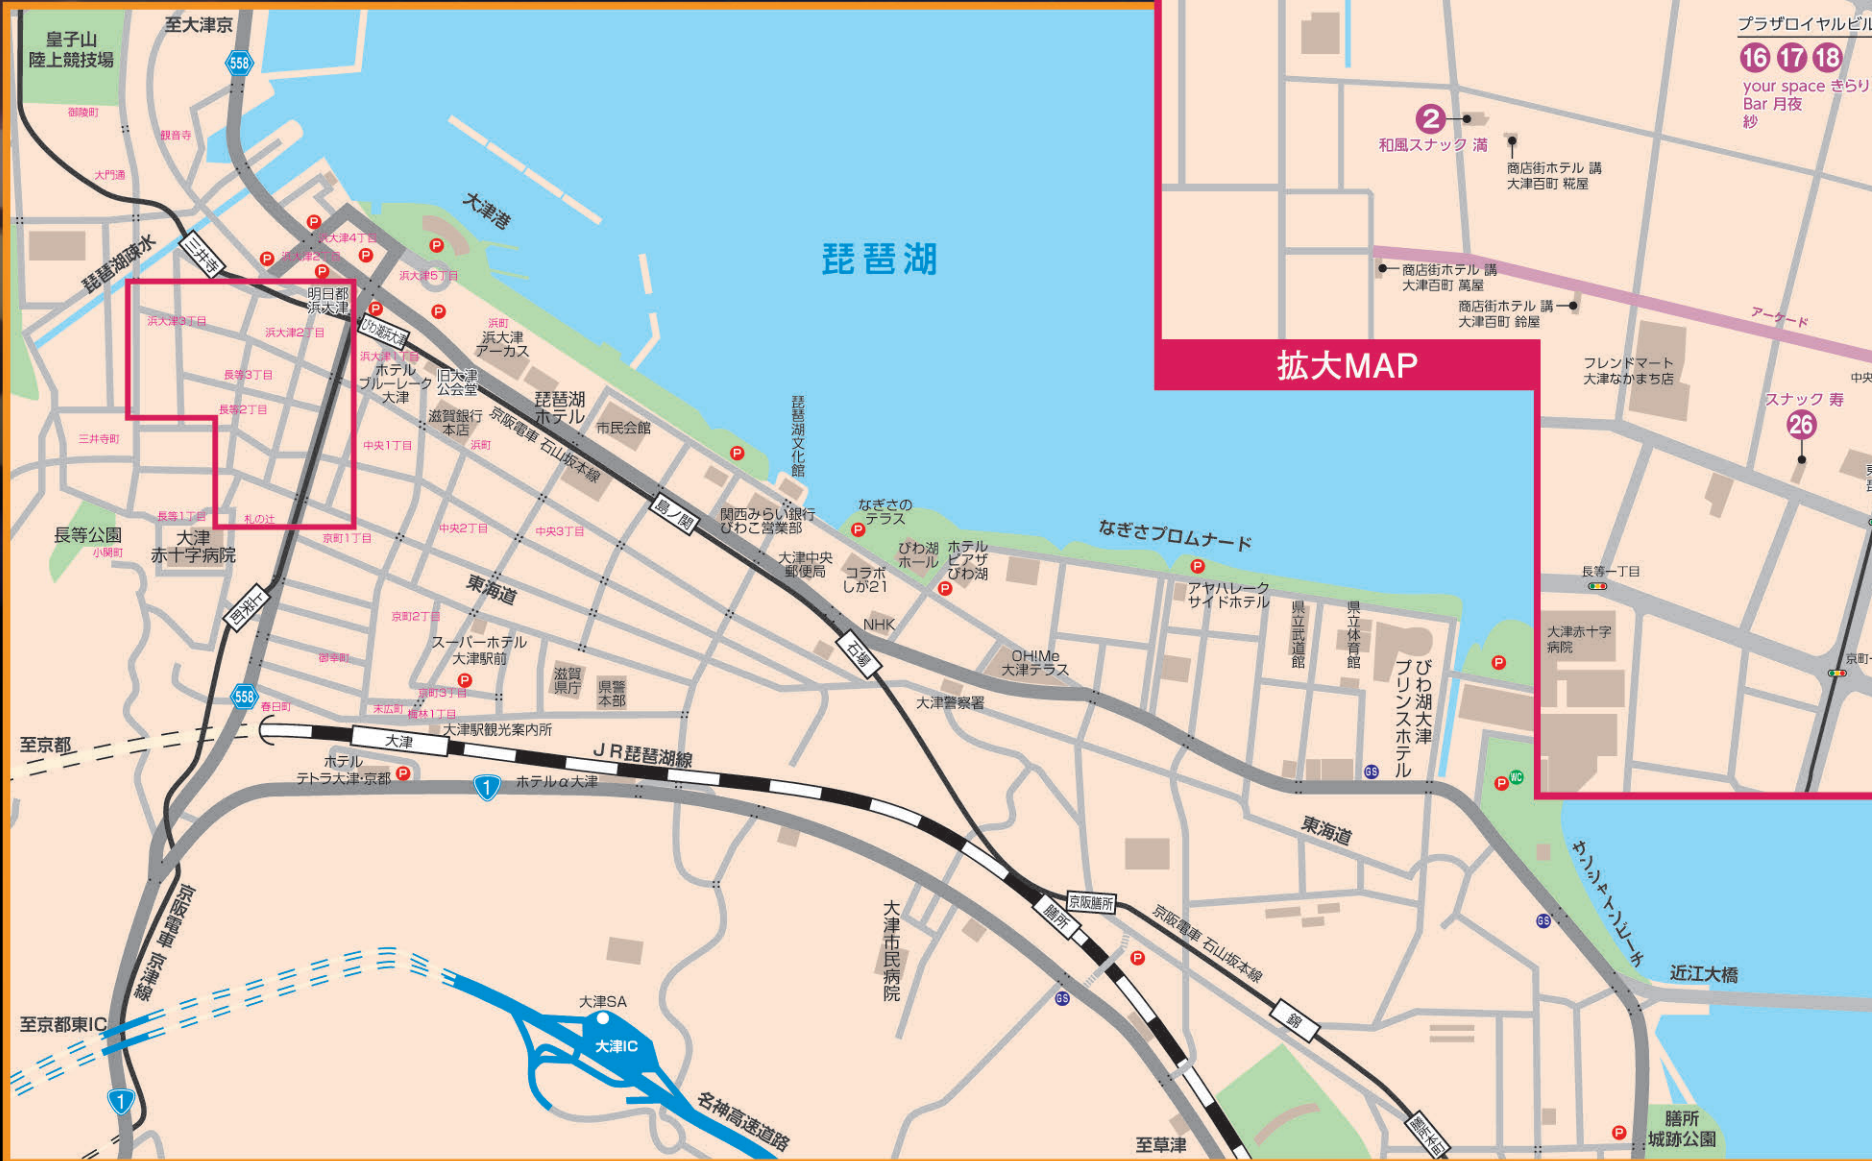 皇子山
陸上競技場
至大津京
558
御陵町
観音寺
大門通
琵琶湖疏水
三井寺
浜大津4丁目
浜大津2丁目
浜大津5丁目
大津港
琵琶湖
明日都
浜大津
びわ湖浜大津
浜大津3丁目
浜大津2丁目
浜大津1丁目
浜町
浜大津
アーカス
ホテル
ブルーレーク
大津
旧大津
公会堂
長等3丁目
長等2丁目
三井寺町
滋賀銀行
本店
琵琶湖
ホテル
市民会館
京阪電車 石山坂本線
中央1丁目
浜町
琵琶湖文化館
長等公園
小関町
長等1丁目
札の辻
大津
赤十字病院
京町1丁目
中央2丁目
中央3丁目
島ノ関
関西みらい銀行
びわこ営業部
なぎさの
テラス
なぎさプロムナード
大津中央
郵便局
コラボ
しが21
びわ湖
ホール
ホテル
ピアザ
びわ湖
アヤハレーク
サイドホテル
東海道
上栄町
京町2丁目
スーパーホテル
大津駅前
御幸町
NHK
石場
OH!Me
大津テラス
県立武道館
県立体育館
びわ湖大津
プリンスホテル
滋賀
県庁
県警
本部
大津警察署
558
春日町
京町3丁目
末広町
梅林1丁目
大津駅観光案内所
至京都
大津
JR琵琶湖線
ホテル
テトラ大津・京都
1
ホテルα大津
GS
P
WC
東海道
サンシャインビーチ
京阪電車 京津線
大津市民病院
膳所
京阪膳所
京阪電車 石山坂本線
GS
GS
近江大橋
至京都東IC
大津SA
大津IC
錦
1
名神高速道路
至草津
膳所本町
膳所
城跡公園
プラザロイヤルビル
16 17 18
your space きらり
Bar 月夜
紗
2
和風スナック 満
商店街ホテル 講
大津百町 糀屋
商店街ホテル 講
大津百町 萬屋
商店街ホテル 講
大津百町 鈴屋
アーケード
拡大MAP
フレンドマート
大津なかまち店
中央
スナック 寿
26
長等一丁目
大津赤十字
病院
京町一